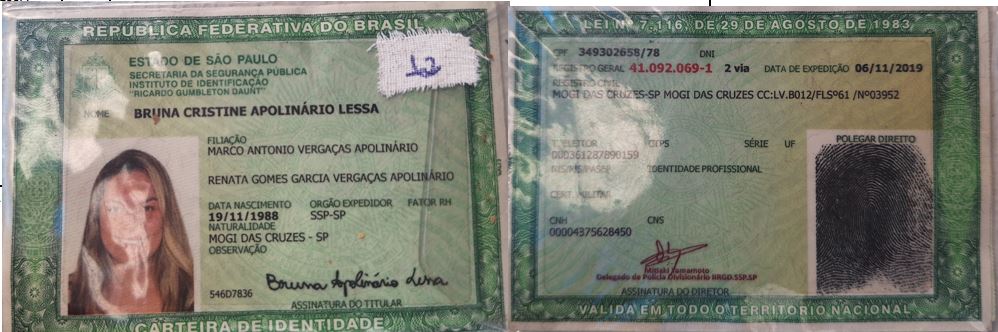 REPÚBLICA FEDERATIVA DO BRASIL
ESTADO DE SÃO PAULO
SECRETARIA DA SEGURANÇA PÚBLICA
INSTITUTO DE IDENTIFICAÇÃO
"RICARDO GUMBLETON DAUNT"
NOME BRUNA CRISTINE APOLINÁRIO LESSA
FILIAÇÃO
MARCO ANTONIO VERGAÇAS APOLINÁRIO
RENATA GOMES GARCIA VERGAÇAS APOLINÁRIO
DATA NASCIMENTO ORGÃO EXPEDIDOR FATOR RH
19/11/1988 SSP-SP
NATURALIDADE
MOGI DAS CRUZES - SP
OBSERVAÇÃO
546D7836
Bruna Apolinário Lessa
ASSINATURA DO TITULAR
CARTEIRA DE IDENTIDADE
LEI Nº 7.116, DE 29 DE AGOSTO DE 1983
CPF 349302658/78 DNI
REGISTRO GERAL 41.092.069-1 2 via DATA DE EXPEDIÇÃO 06/11/2019
REGISTRO CIVIL
MOGI DAS CRUZES-SP MOGI DAS CRUZES CC:LV.B012/FLSº61 /Nº03952
T.ELEITOR CTPS SÉRIE UF POLEGAR DIREITO
000361287890159
NIS/PIS/PASEP IDENTIDADE PROFISSIONAL
CERT. MILITAR
CNH CNS
00004375628450
Mitiaki Yamamoto
Delegado de Polícia Divisionário IIRGD.SSP.SP
ASSINATURA DO DIRETOR
VÁLIDA EM TODO O TERRITÓRIO NACIONAL